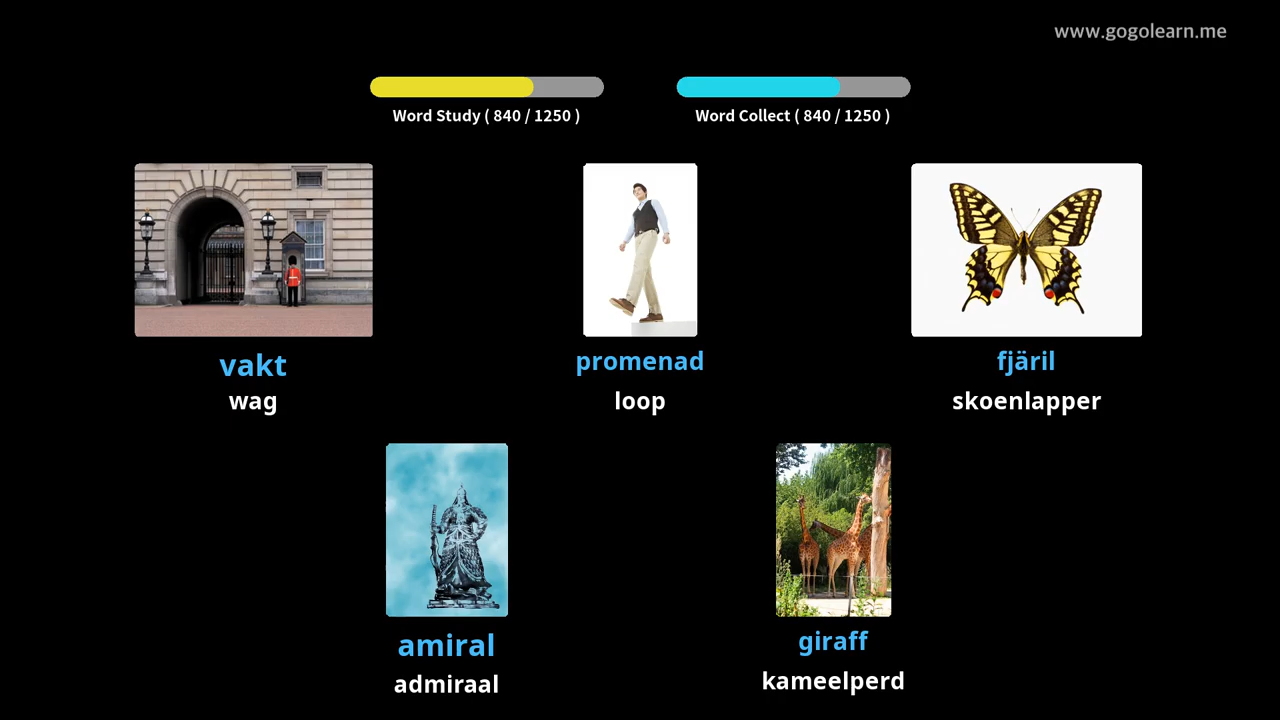 www.gogolearn.me
Word Study ( 840 / 1250 )
Word Collect ( 840 / 1250 )
vakt
wag
promenad
loop
fjäril
skoenlapper
amiral
admiraal
giraff
kameelperd